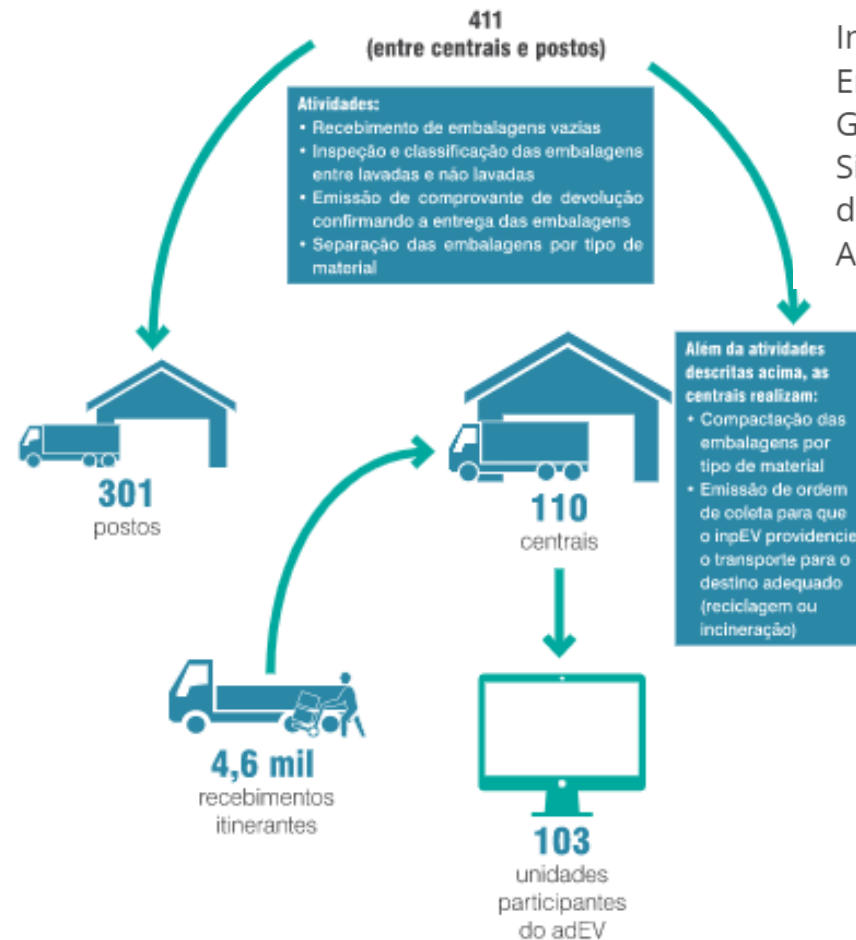 411
(entre centrais e postos)
Atividades:
• Recebimento de embalagens vazias
• Inspeção e classificação das embalagens
entre lavadas e não lavadas
• Emissão de comprovante de devolução
confirmando a entrega das embalagens
• Separação das embalagens por tipo de
material
Além da atividades
descritas acima, as
centrais realizam:
• Compactação das
embalagens por
tipo de material
• Emissão de ordem
de coleta para que
o inpEV providencie
o transporte para o
destino adequado
(reciclagem ou
incineração)
301
postos
110
centrais
4,6 mil
recebimentos
itinerantes
103
unidades
participantes
do adEV